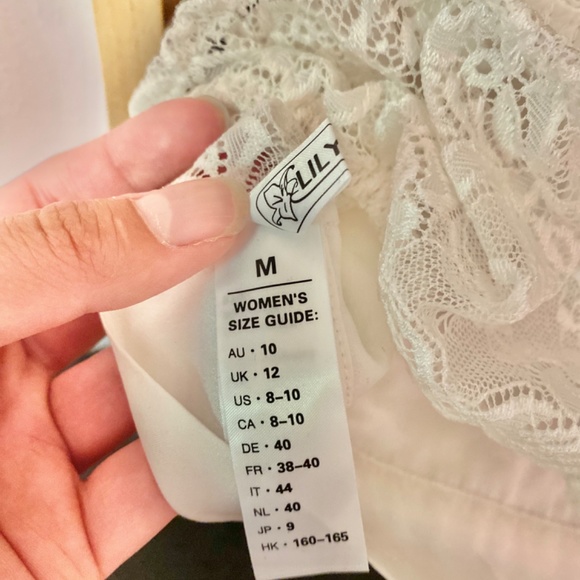 LILY
M
WOMEN'S
SIZE GUIDE:
AU • 10
UK • 12
US • 8–10
CA • 8–10
DE • 40
FR • 38–40
IT • 44
NL • 40
JP • 9
HK • 160–165